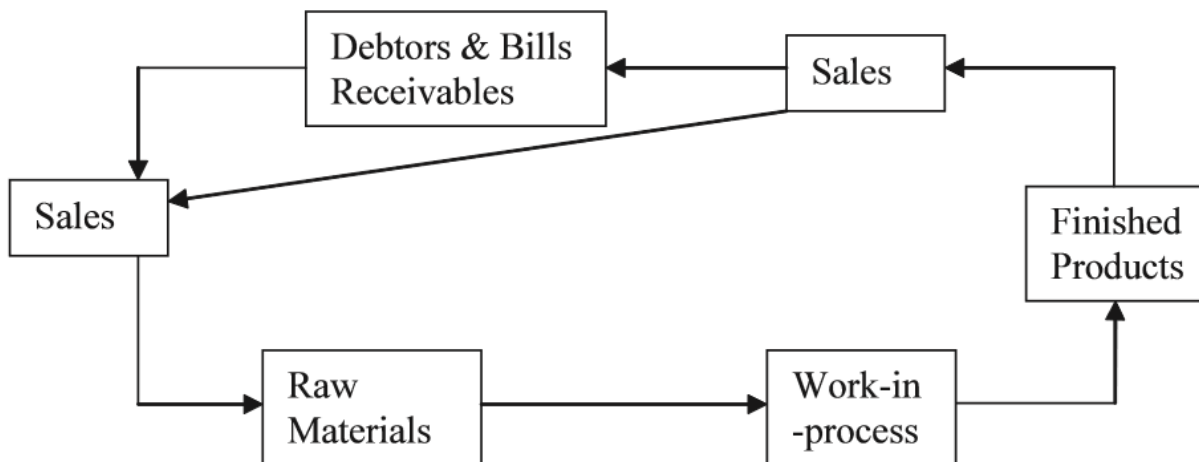 Debtors & Bills
Receivables
Sales
Sales
Finished
Products
Raw
Materials
Work-in
-process